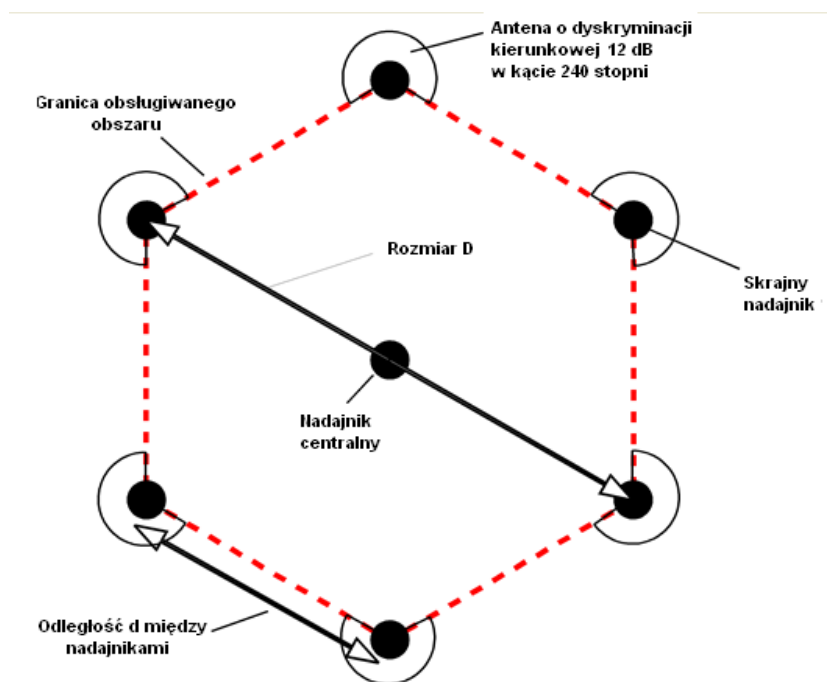 Antena o dyskryminacji
kierunkowej 12 dB
w kącie 240 stopni
Granica obsługiwanego
obszaru
Rozmiar D
Skrajny
nadajnik
Nadajnik
centralny
Odległość d między
nadajnikami